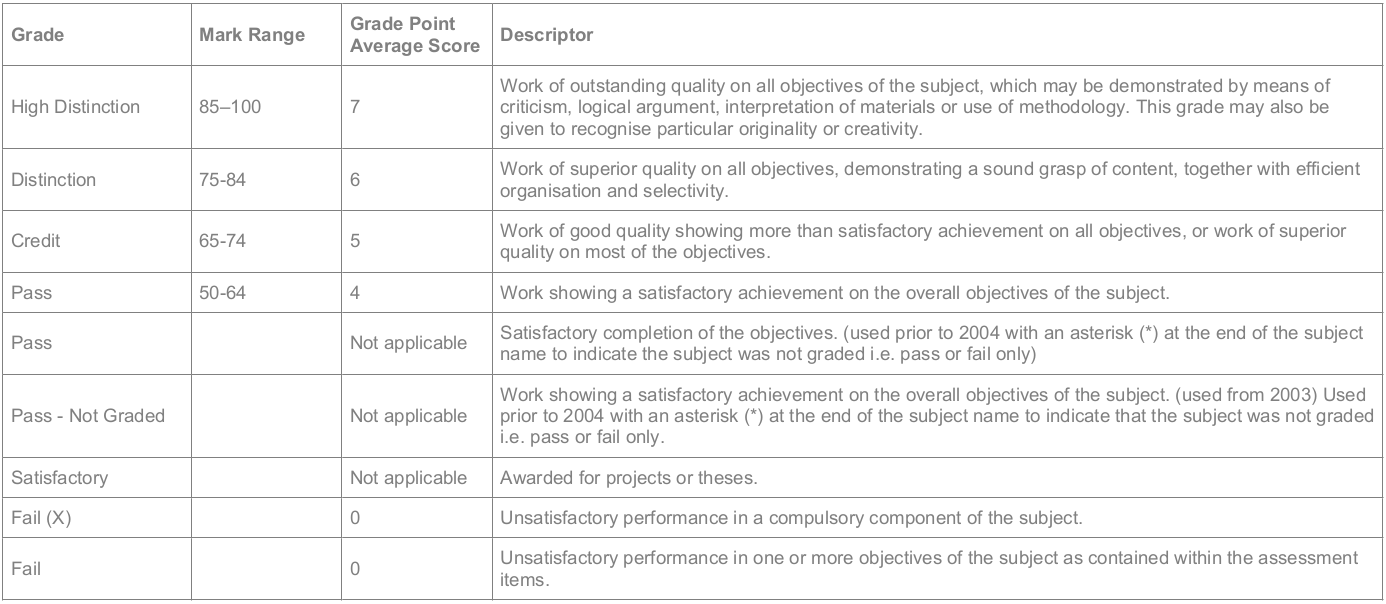 Grade
Mark Range
Grade Point
Average Score
Descriptor
High Distinction
85–100
7
Work of outstanding quality on all objectives of the subject, which may be demonstrated by means of
criticism, logical argument, interpretation of materials or use of methodology. This grade may also be
given to recognise particular originality or creativity.
Distinction
75-84
6
Work of superior quality on all objectives, demonstrating a sound grasp of content, together with efficient
organisation and selectivity.
Credit
65-74
5
Work of good quality showing more than satisfactory achievement on all objectives, or work of superior
quality on most of the objectives.
Pass
50-64
4
Work showing a satisfactory achievement on the overall objectives of the subject.
Pass
Not applicable
Satisfactory completion of the objectives. (used prior to 2004 with an asterisk (*) at the end of the subject
name to indicate the subject was not graded i.e. pass or fail only)
Pass - Not Graded
Not applicable
Work showing a satisfactory achievement on the overall objectives of the subject. (used from 2003) Used
prior to 2004 with an asterisk (*) at the end of the subject name to indicate that the subject was not graded
i.e. pass or fail only.
Satisfactory
Not applicable
Awarded for projects or theses.
Fail (X)
0
Unsatisfactory performance in a compulsory component of the subject.
Fail
0
Unsatisfactory performance in one or more objectives of the subject as contained within the assessment
items.